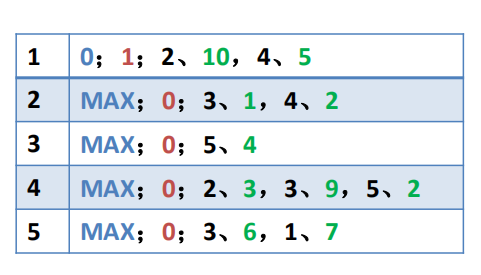 1 0；1；2、10，4、5
2 MAX；0；3、1，4、2
3 MAX；0；5、4
4 MAX；0；2、3，3、9，5、2
5 MAX；0；3、6，1、7